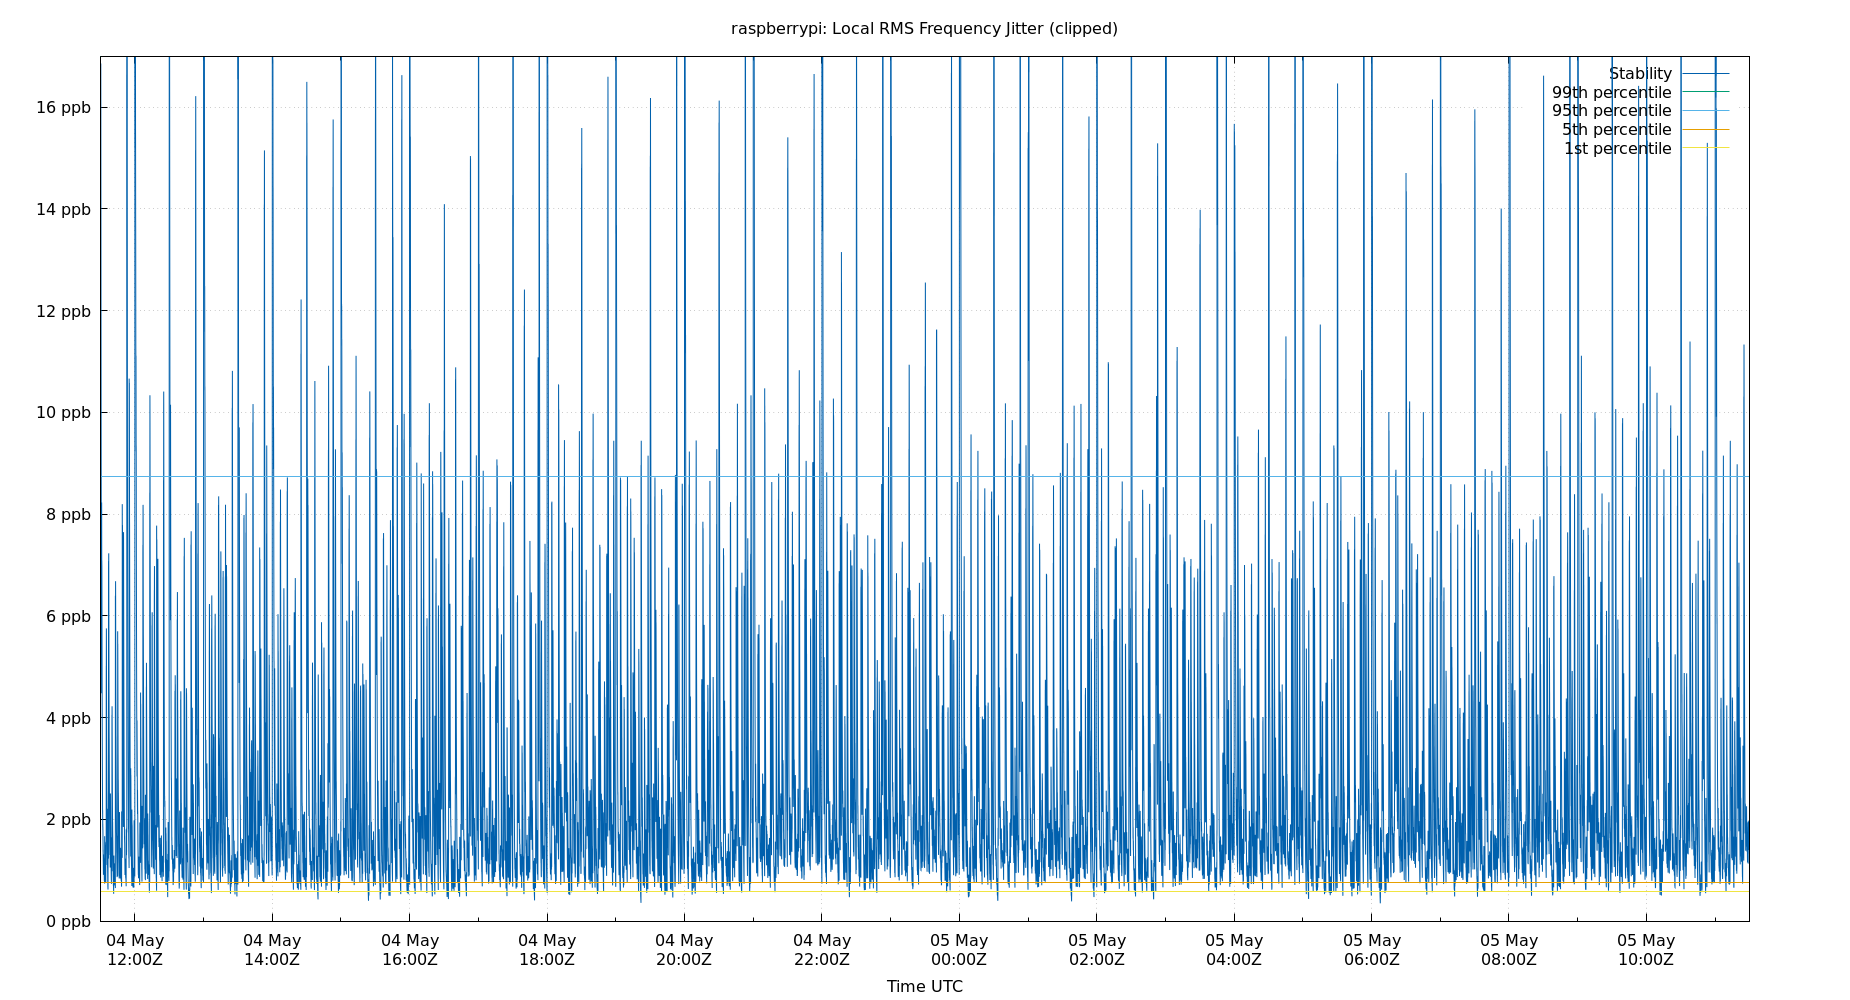 raspberrypi: Local RMS Frequency Jitter (clipped)
Stability
99th percentile
95th percentile
5th percentile
1st percentile
16 ppb
14 ppb
12 ppb
10 ppb
8 ppb
6 ppb
4 ppb
2 ppb
0 ppb
04 May 04 May 04 May 04 May 04 May 04 May 05 May 05 May 05 May 05 May 05 May 05 May
12:00Z 14:00Z 16:00Z 18:00Z 20:00Z 22:00Z 00:00Z 02:00Z 04:00Z 06:00Z 08:00Z 10:00Z
Time UTC